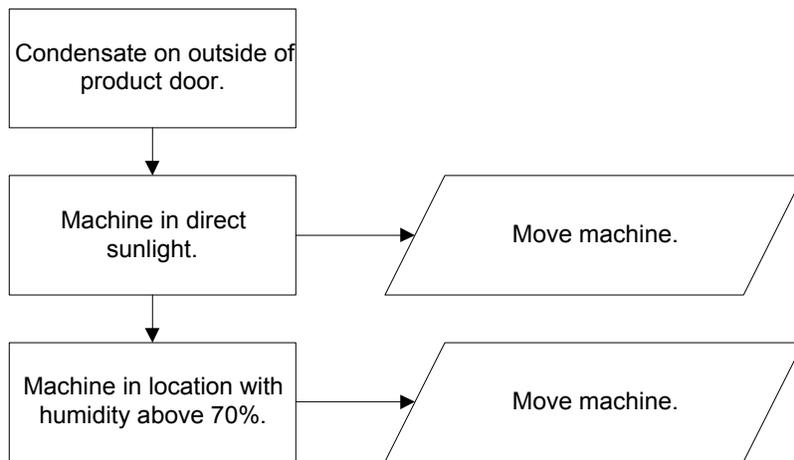 Condensate on outside of
product door.
Machine in direct
sunlight.
Move machine.
Machine in location with
humidity above 70%.
Move machine.